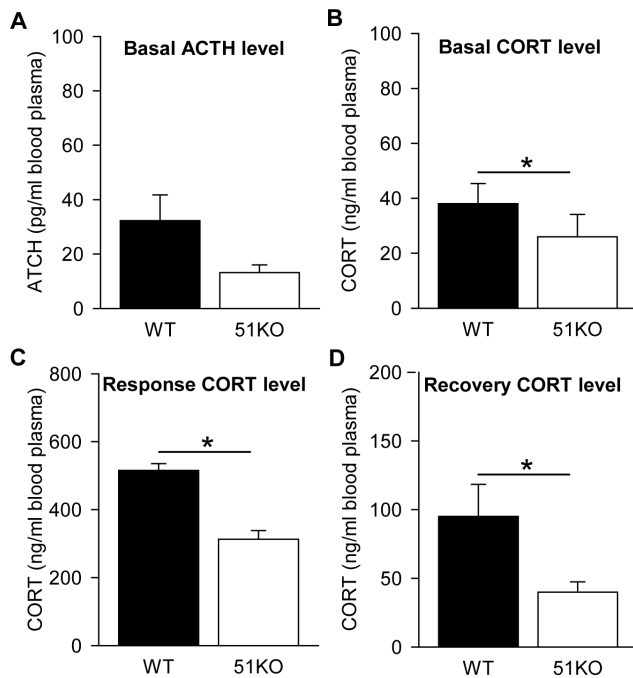 A
Basal ACTH level
100
80
60
40
20
0
ATCH (pg/ml blood plasma)
WT
51KO
B
Basal CORT level
100
80
60
40
20
0
CORT (ng/ml blood plasma)
*
WT
51KO
C
Response CORT level
800
600
400
200
0
CORT (ng/ml blood plasma)
*
WT
51KO
D
Recovery CORT level
200
150
100
50
0
CORT (ng/ml blood plasma)
*
WT
51KO